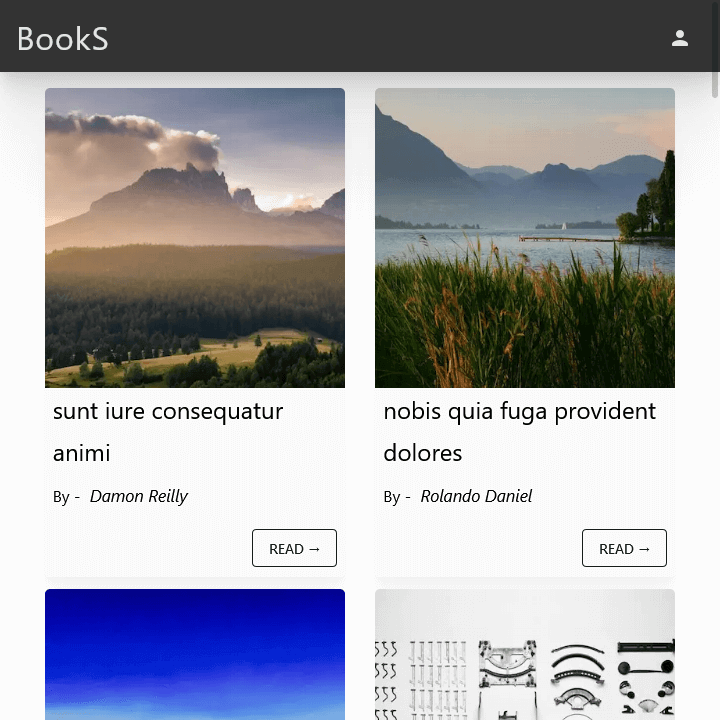 BookS
sunt iure consequatur
animi
By - Damon Reilly
READ →
nobis quia fuga provident
dolores
By - Rolando Daniel
READ →